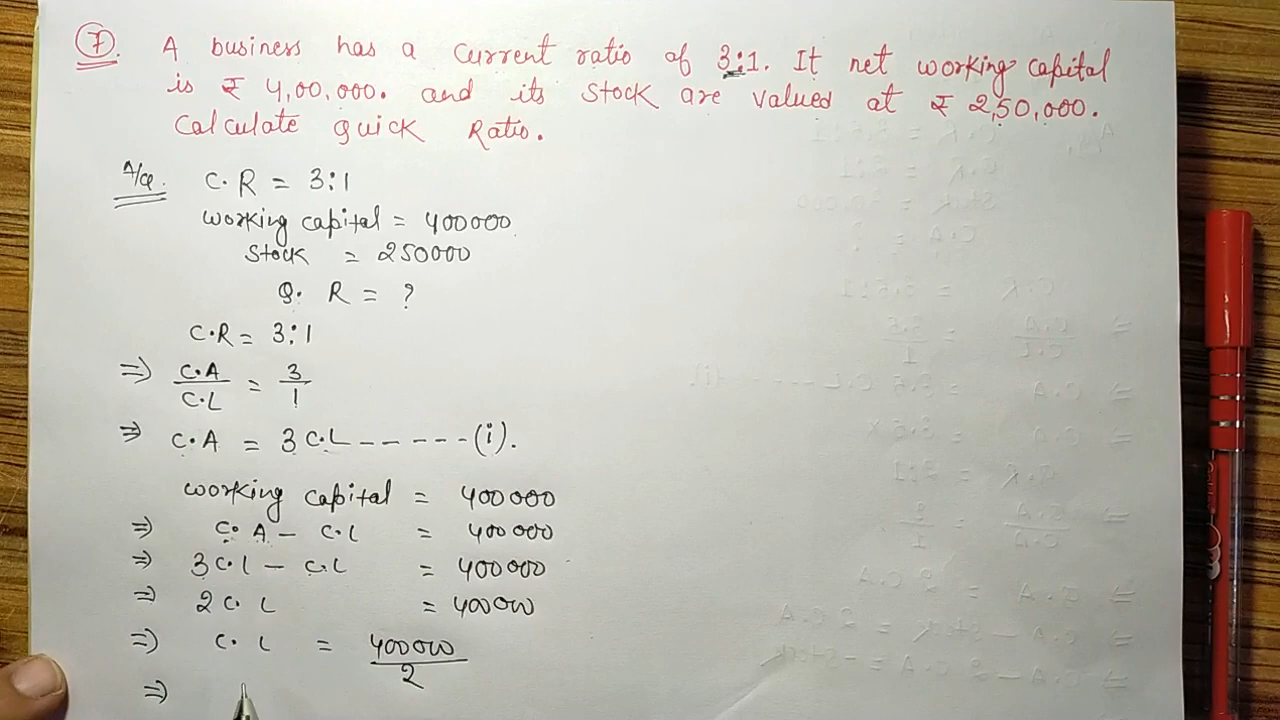 7. A business has a current ratio of 3:1. It net working capital
is ₹ 4,00,000. and its stock are valued at ₹ 2,50,000.
Calculate quick Ratio.
A/Q. C.R = 3:1
working capital = 400000
Stock = 250000
Q. R = ?
C.R = 3:1
⇒ C.A/C.L = 3/1
⇒ C.A = 3 C.L ------(i).
working capital = 400000
⇒ C.A - C.L = 400000
⇒ 3C.L - C.L = 400000
⇒ 2C.L = 400000
⇒ C.L = 400000/2
⇒